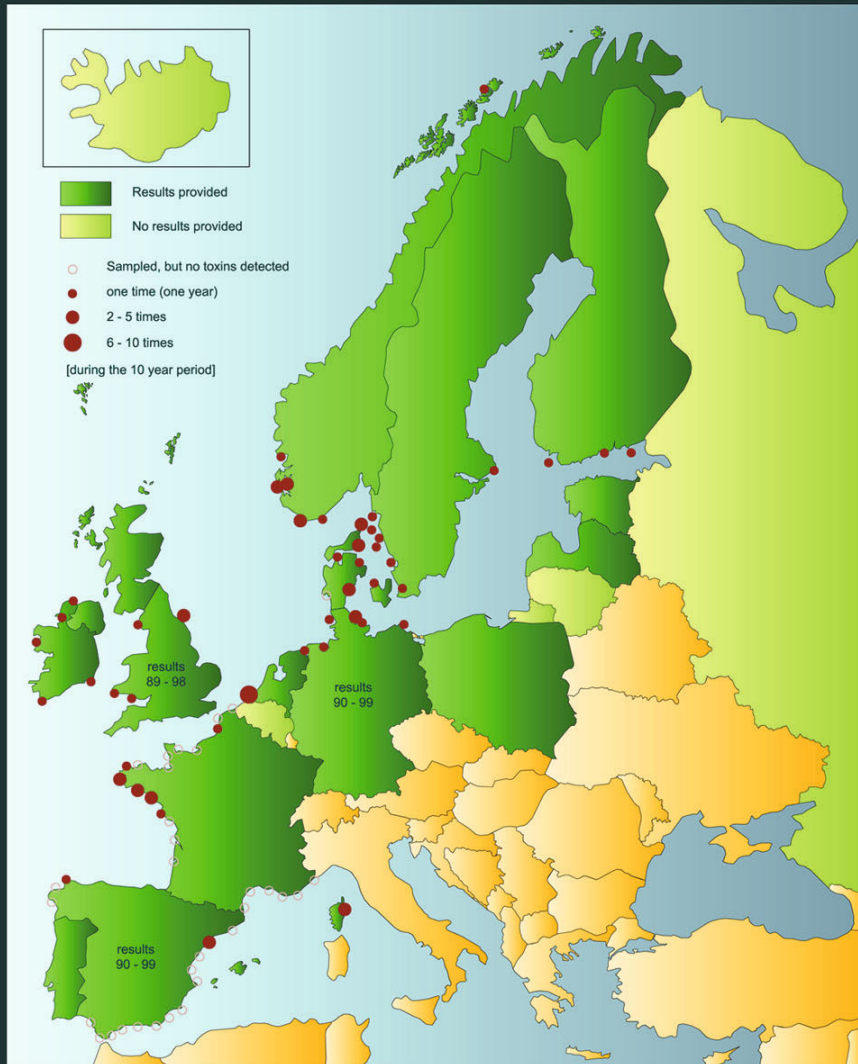 Results provided
No results provided
Sampled, but no toxins detected
one time (one year)
2 - 5 times
6 - 10 times
[during the 10 year period]
results
89 - 98
results
90 - 99
results
90 - 99